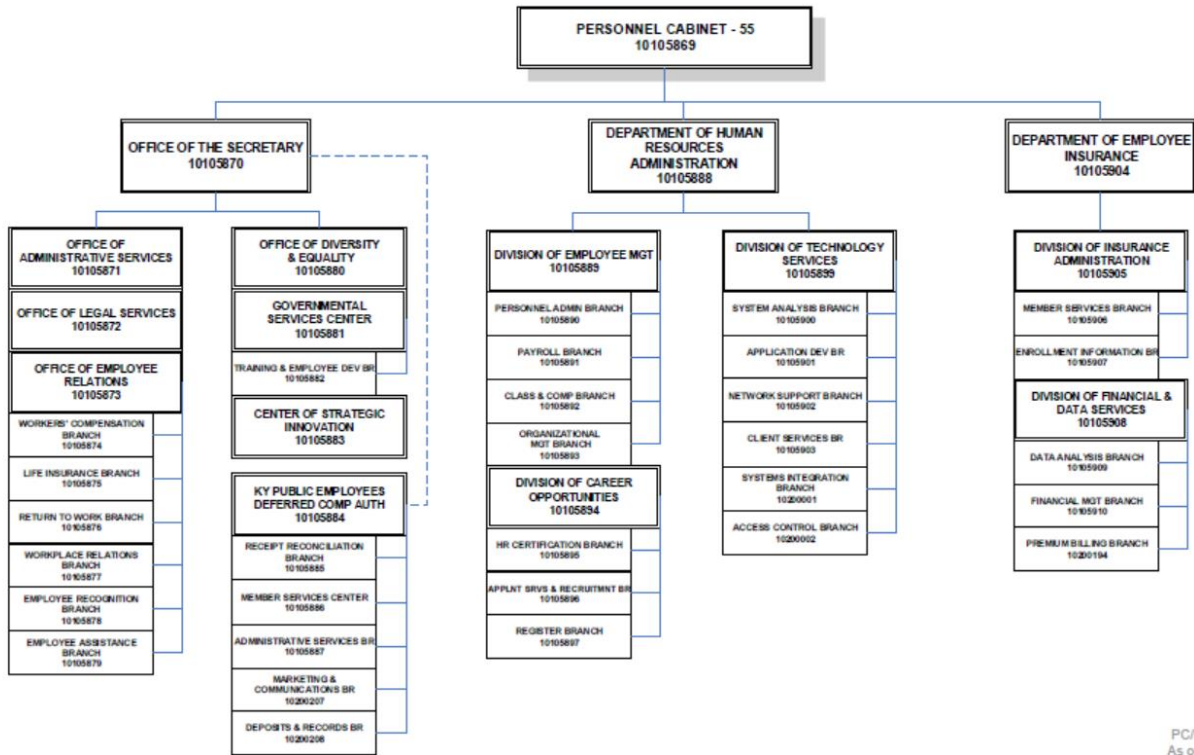 PERSONNEL CABINET - 55
10105869
OFFICE OF THE SECRETARY
10105870
DEPARTMENT OF HUMAN
RESOURCES
ADMINISTRATION
10105888
DEPARTMENT OF EMPLOYEE
INSURANCE
10105904
OFFICE OF
ADMINISTRATIVE SERVICES
10105871
OFFICE OF LEGAL SERVICES
10105872
OFFICE OF EMPLOYEE
RELATIONS
10105873
WORKERS' COMPENSATION
BRANCH
10105874
LIFE INSURANCE BRANCH
10105875
RETURN TO WORK BRANCH
10105876
WORKPLACE RELATIONS
BRANCH
10105877
EMPLOYEE RECOGNITION
BRANCH
10105878
EMPLOYEE ASSISTANCE
BRANCH
10105879
OFFICE OF DIVERSITY
& EQUALITY
10105880
GOVERNMENTAL
SERVICES CENTER
10105881
TRAINING & EMPLOYEE DEV BR
10105882
CENTER OF STRATEGIC
INNOVATION
10105883
KY PUBLIC EMPLOYEES
DEFERRED COMP AUTH
10105884
RECEIPT RECONCILIATION
BRANCH
10105885
MEMBER SERVICES CENTER
10105886
ADMINISTRATIVE SERVICES BR
10105887
MARKETING &
COMMUNICATIONS BR
10200207
DEPOSITS & RECORDS BR
10200208
DIVISION OF EMPLOYEE MGT
10105889
PERSONNEL ADMIN BRANCH
10105890
PAYROLL BRANCH
10105891
CLASS & COMP BRANCH
10105892
ORGANIZATIONAL
MGT BRANCH
10105893
DIVISION OF CAREER
OPPORTUNITIES
10105894
HR CERTIFICATION BRANCH
10105895
APPLNT SRVS & RECRUITMNT BR
10105896
REGISTER BRANCH
10105897
DIVISION OF TECHNOLOGY
SERVICES
10105899
SYSTEM ANALYSIS BRANCH
10105900
APPLICATION DEV BR
10105901
NETWORK SUPPORT BRANCH
10105902
CLIENT SERVICES BR
10105903
SYSTEMS INTEGRATION
BRANCH
10200001
ACCESS CONTROL BRANCH
10200002
DIVISION OF INSURANCE
ADMINISTRATION
10105905
MEMBER SERVICES BRANCH
10105906
ENROLLMENT INFORMATION BR
10105907
DIVISION OF FINANCIAL &
DATA SERVICES
10105908
DATA ANALYSIS BRANCH
10105909
FINANCIAL MGT BRANCH
10105910
PREMIUM BILLING BRANCH
10200194
PC/
As o